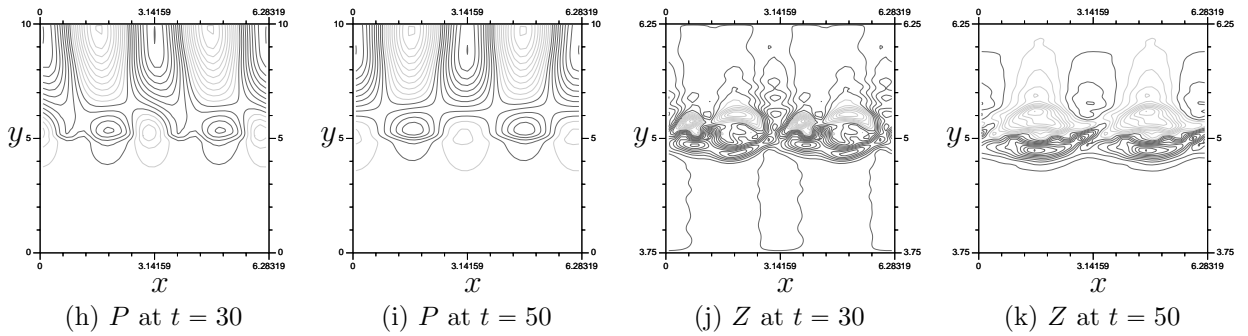 0 3.14159 6.28319 0 3.14159 6.28319 0 3.14159 6.28319 0 3.14159 6.28319
10 10 10 10 6.25 6.25 6.25 6.25
y 5 5 y 5 5 y 5 5 y 5 5
0 0 0 0 3.75 3.75 3.75 3.75
0 3.14159 6.28319 0 3.14159 6.28319 0 3.14159 6.28319 0 3.14159 6.28319
x x x x
(h) P at t = 30 (i) P at t = 50 (j) Z at t = 30 (k) Z at t = 50